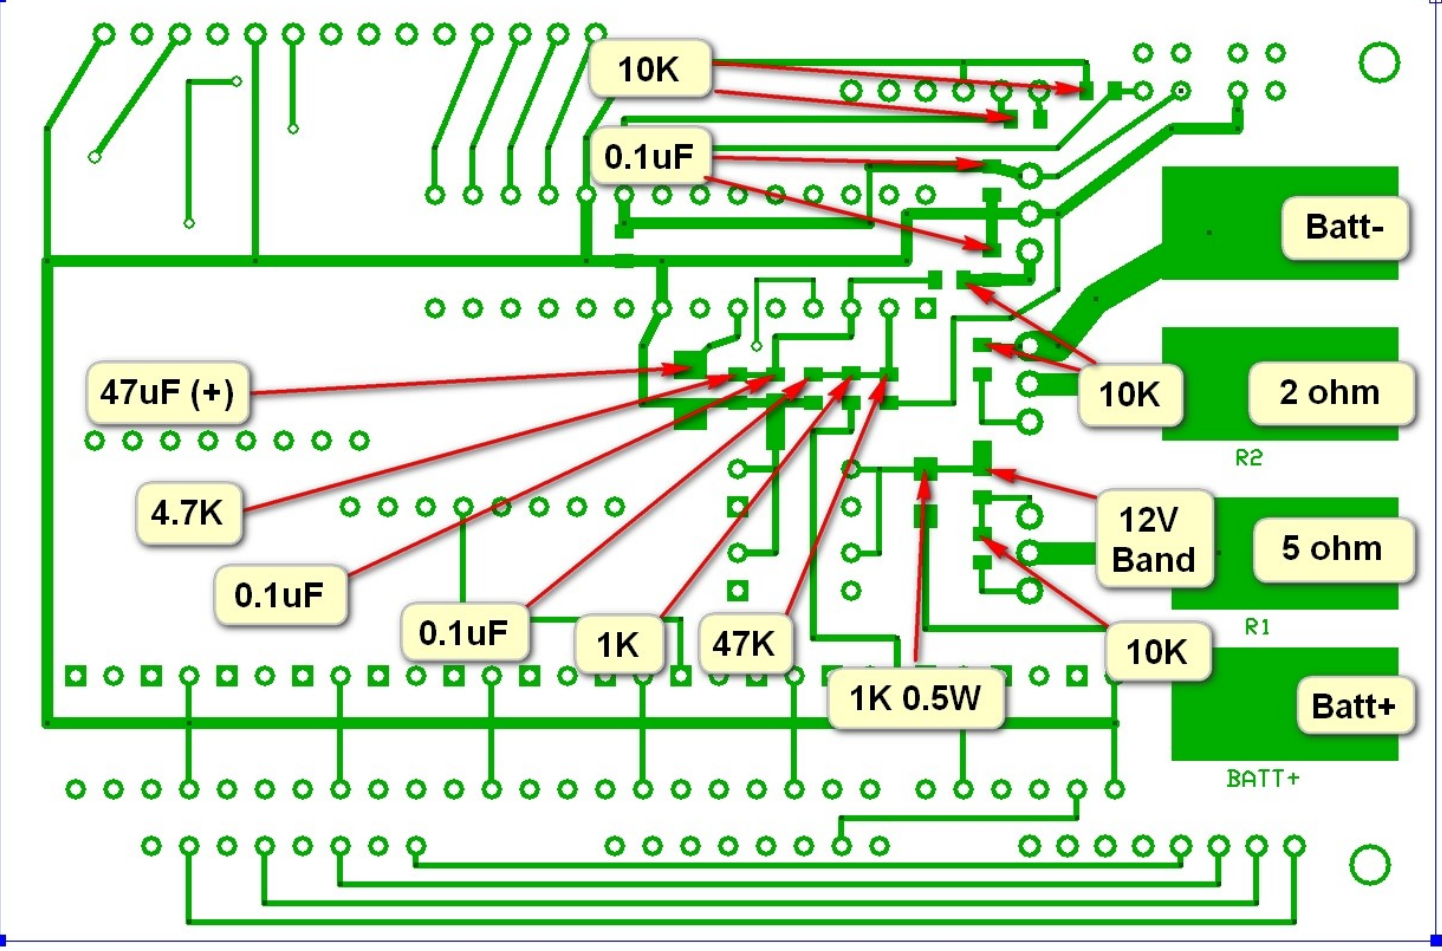 10K
0.1uF
Batt-
47uF (+)
10K
2 ohm
R2
4.7K
12V
Band
5 ohm
0.1uF
0.1uF
1K
47K
R1
10K
1K 0.5W
Batt+
BATT+